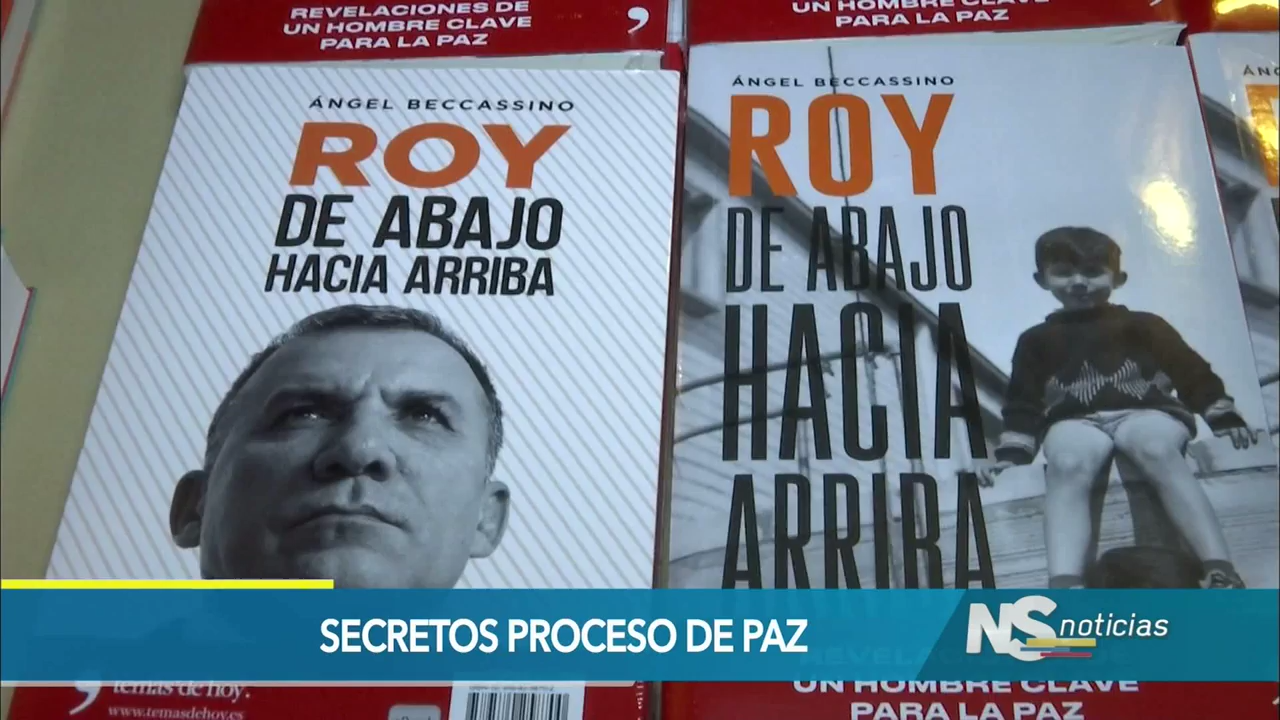 REVELACIONES DE
UN HOMBRE CLAVE
PARA LA PAZ
UN HOMBRE CLAVE
PARA LA PAZ
ÁNGEL BECCASSINO
ROY
DE ABAJO
HACIA ARRIBA
ÁNGEL BECCASSINO
ROY
DE ABAJO
HACIA
ARRIBA
SECRETOS PROCESO DE PAZ
NS noticias
temas de hoy.
www.temasdehoy.es
REVELACIONES DE
UN HOMBRE CLAVE
PARA LA PAZ